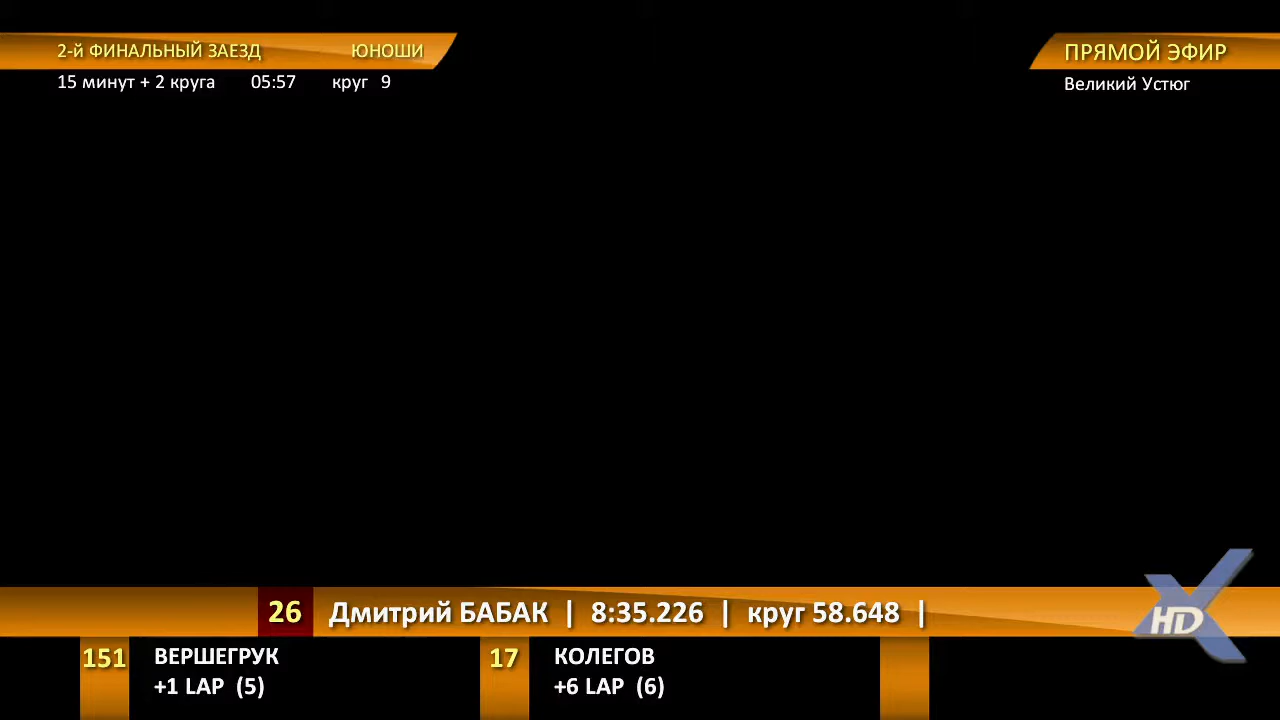 2-й ФИНАЛЬНЫЙ ЗАЕЗД ЮНОШИ
15 минут + 2 круга 05:57 круг 9
ПРЯМОЙ ЭФИР
Великий Устюг
26 Дмитрий БАБАК | 8:35.226 | круг 58.648 |
XHD
151 ВЕРШЕГРУК
+1 LAP (5)
17 КОЛЕГОВ
+6 LAP (6)